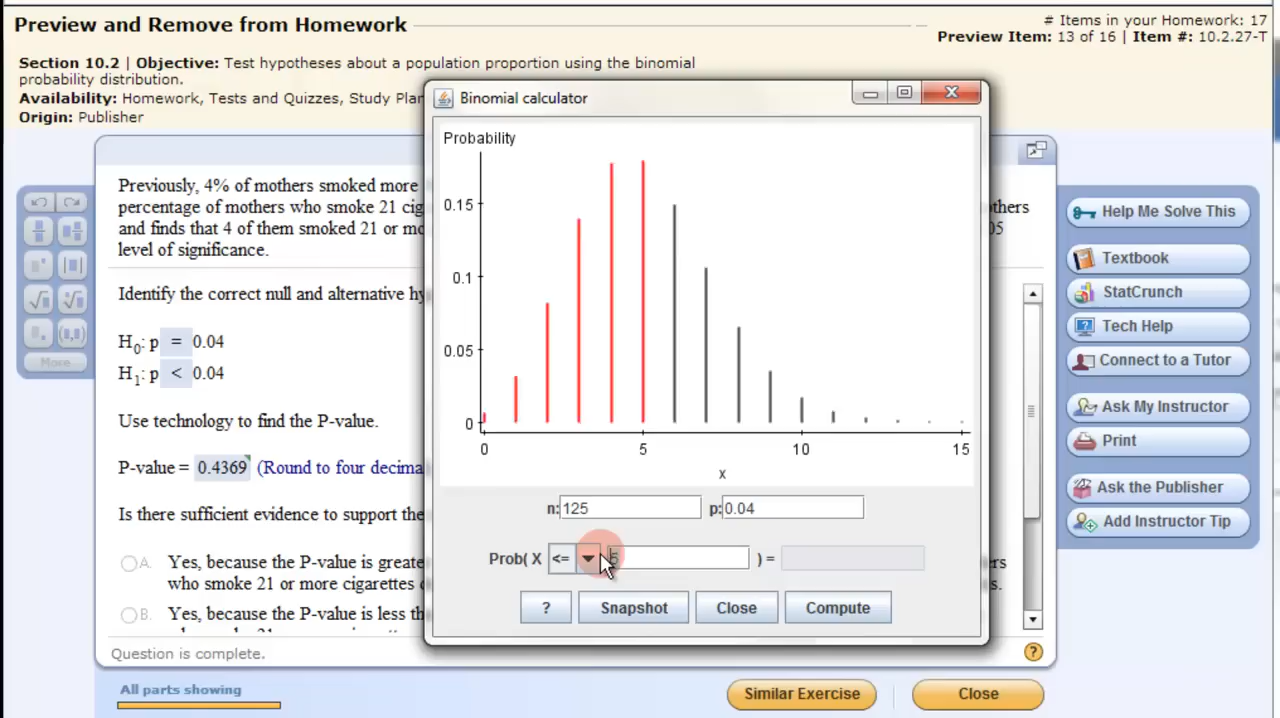 Preview and Remove from Homework
# Items in your Homework: 17
Preview Item: 13 of 16 | Item #: 10.2.27-T
Section 10.2 | Objective: Test hypotheses about a population proportion using the binomial
probability distribution.
Availability: Homework, Tests and Quizzes, Study Plan
Origin: Publisher
Binomial calculator
Previously, 4% of mothers smoked more
percentage of mothers who smoke 21 cig
thers
and finds that 4 of them smoked 21 or mo
05
level of significance.
Identify the correct null and alternative hy
H0: p = 0.04
H1: p < 0.04
Use technology to find the P-value.
P-value = 0.4369 (Round to four decima
Is there sufficient evidence to support the
A. Yes, because the P-value is greate
rs
who smoke 21 or more cigarettes
s.
B. Yes, because the P-value is less th
Question is complete.
All parts showing
Similar Exercise
Close
More
Probability
0.15
0.1
0.05
0
0 5 10 15
x
n: 125 p: 0.04
Prob( X <= 5 ) =
? Snapshot Close Compute
Help Me Solve This
Textbook
StatCrunch
Tech Help
Connect to a Tutor
Ask My Instructor
Print
Ask the Publisher
Add Instructor Tip
?